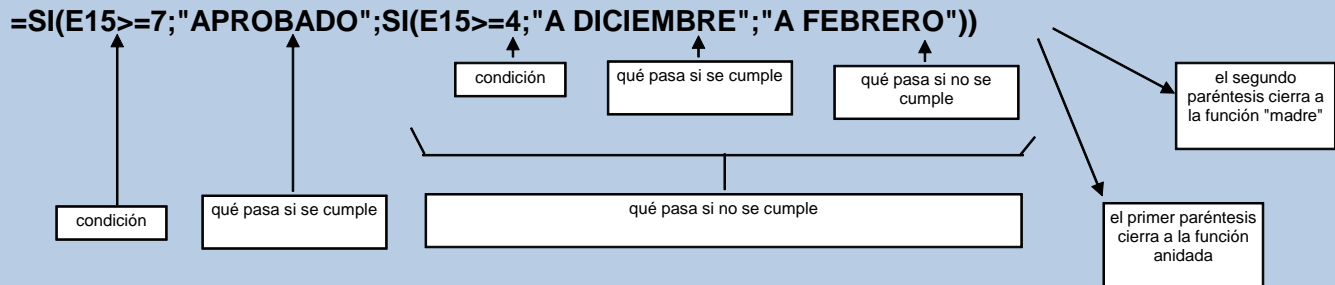 =SI(E15>=7;"APROBADO";SI(E15>=4;"A DICIEMBRE";"A FEBRERO"))
condición
qué pasa si se cumple
qué pasa si no se
cumple
el segundo
paréntesis cierra a
la función "madre"
condición
qué pasa si se cumple
qué pasa si no se cumple
el primer paréntesis
cierra a la función
anidada